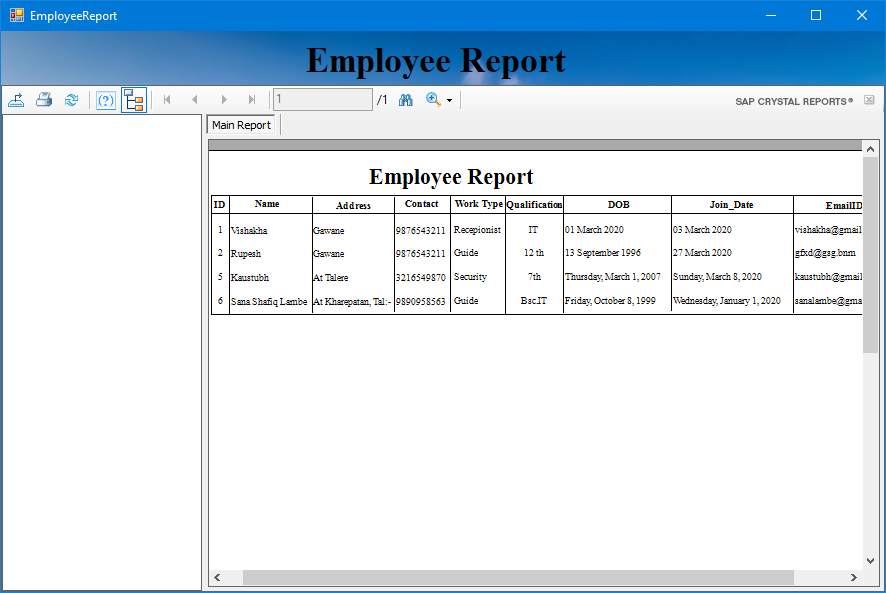 EmployeeReport
Employee Report
(?) 1 /1 SAP CRYSTAL REPORTS®
Main Report
Employee Report
ID Name Address Contact Work Type Qualification DOB Join_Date EmailID
1 Vishakha Gawane 9876543211 Recepionist IT 01 March 2020 03 March 2020 vishakha@gmail
2 Rupesh Gawane 9876543211 Guide 12 th 13 September 1996 27 March 2020 gfxd@gsg.bnm
5 Kaustubh At Talere 3216549870 Security 7th Thursday, March 1, 2007 Sunday, March 8, 2020 kaustubh@gmail
6 Sana Shafiq Lambe At Kharepatan, Tal:- 9890958563 Guide Bsc.IT Friday, October 8, 1999 Wednesday, January 1, 2020 sanalambe@gma